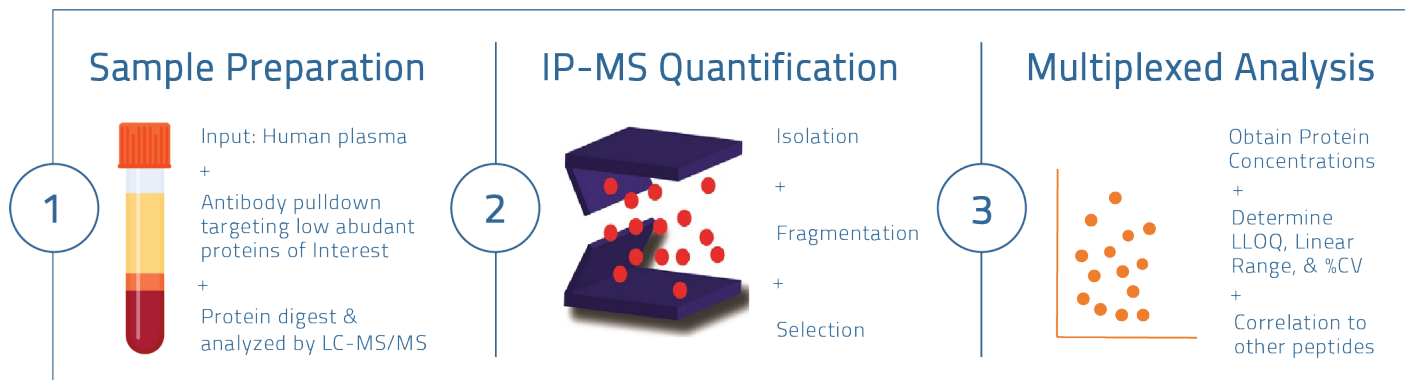 Sample Preparation
1
Input: Human plasma
+
Antibody pulldown
targeting low abudant
proteins of Interest
+
Protein digest &
analyzed by LC-MS/MS
IP-MS Quantification
2
Isolation
+
Fragmentation
+
Selection
Multiplexed Analysis
3
Obtain Protein
Concentrations
+
Determine
LLOQ, Linear
Range, & %CV
+
Correlation to
other peptides